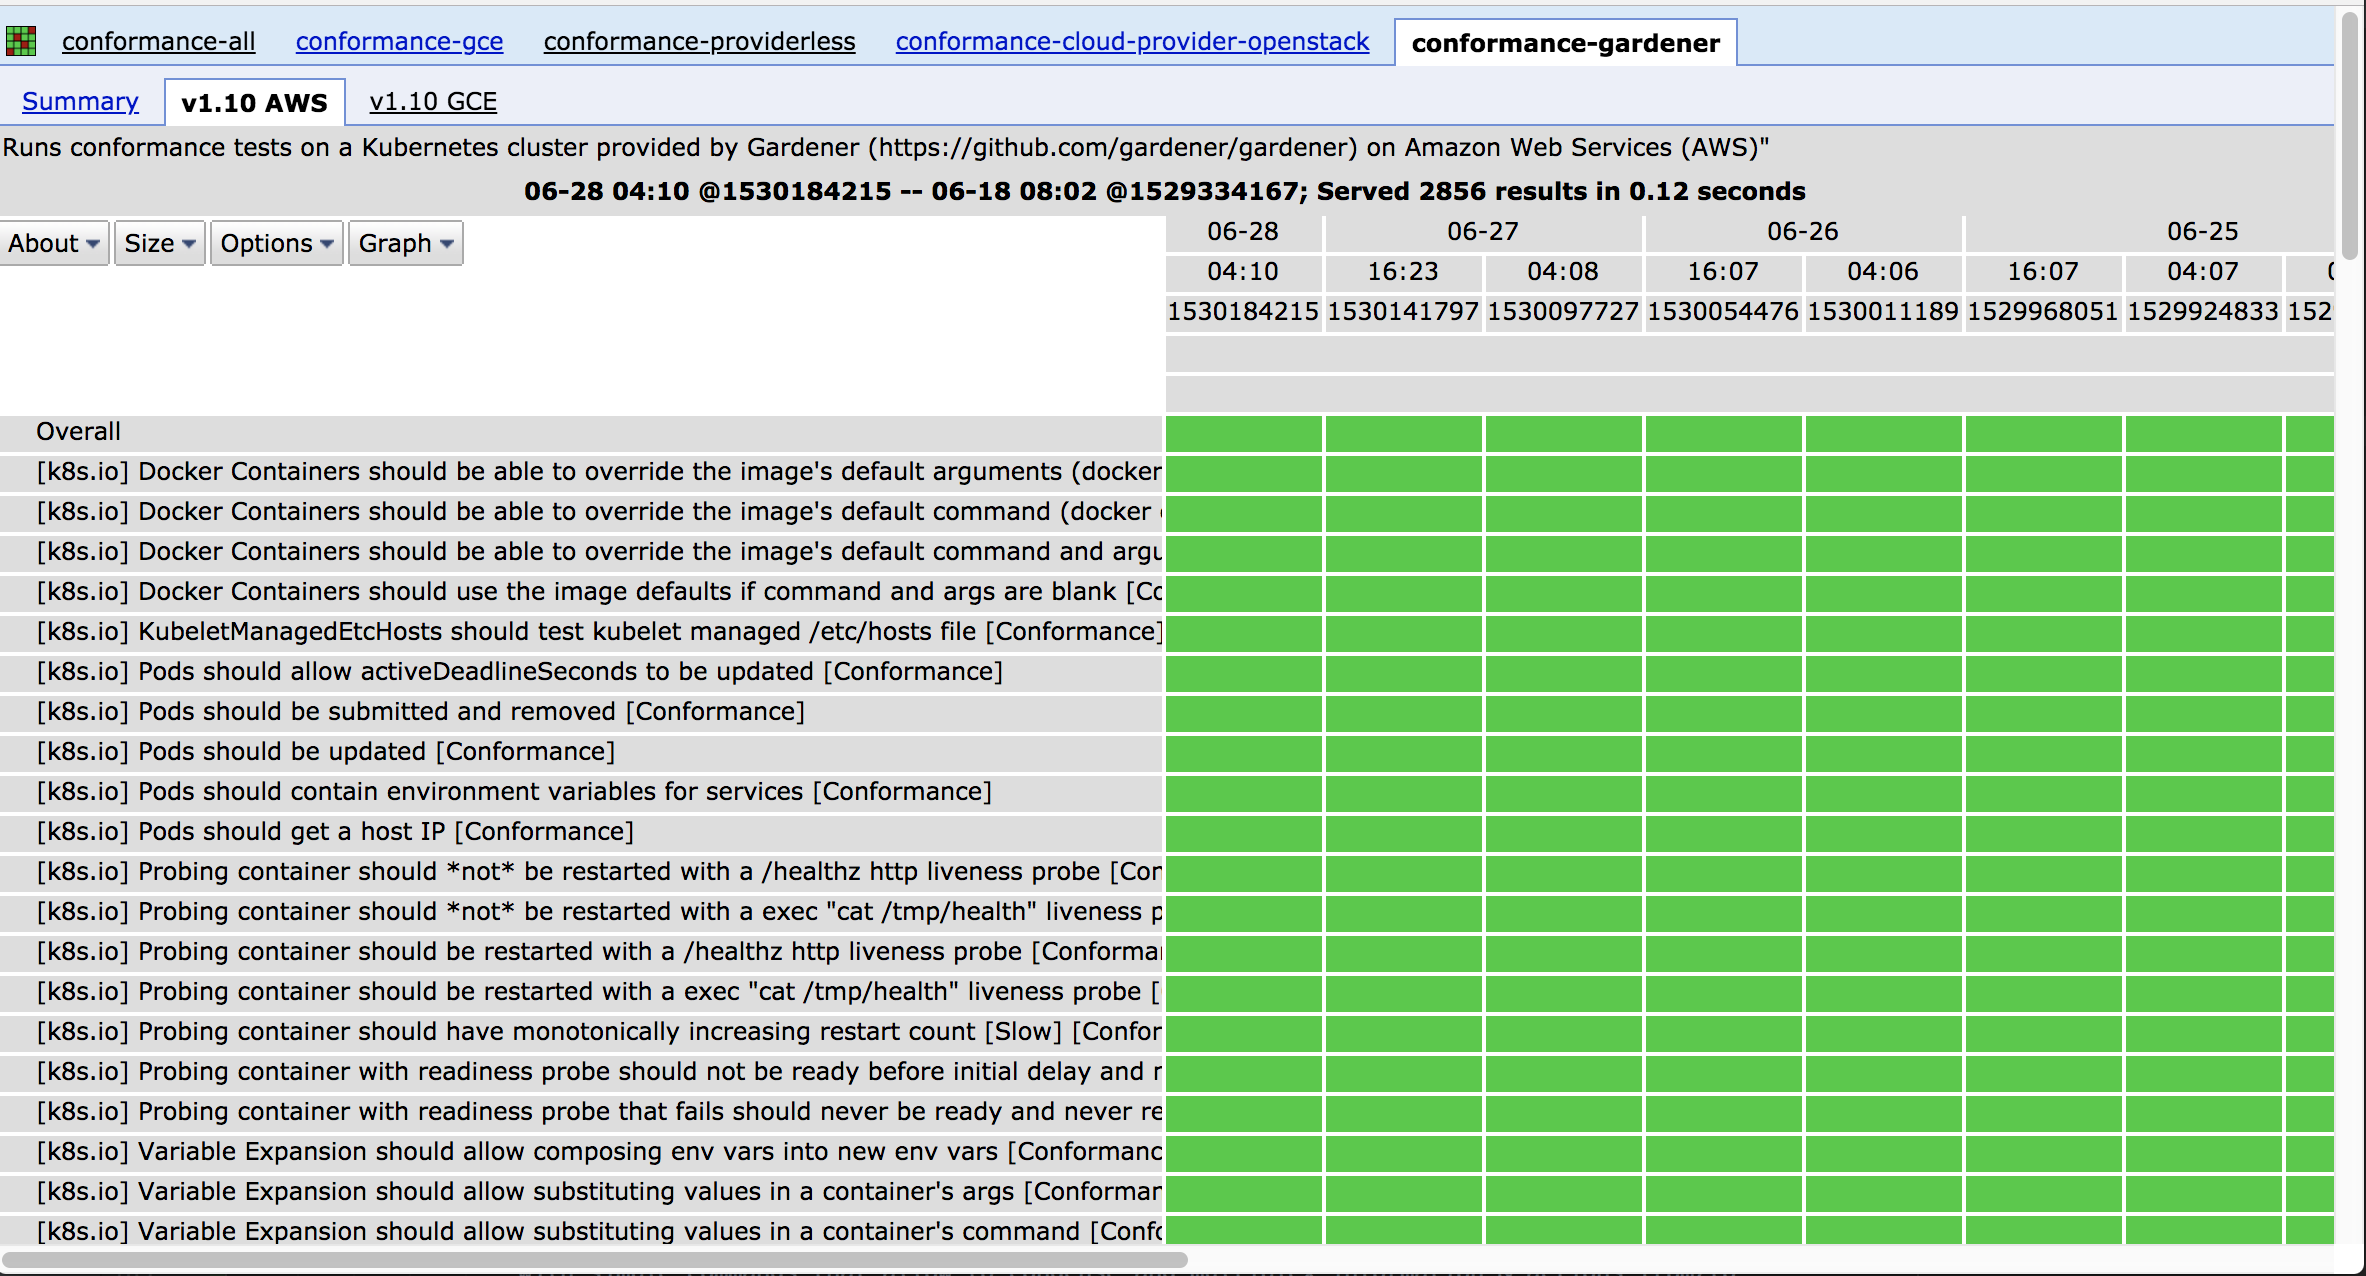 conformance-all conformance-gce conformance-providerless conformance-cloud-provider-openstack conformance-gardener
Summary v1.10 AWS v1.10 GCE
Runs conformance tests on a Kubernetes cluster provided by Gardener (https://github.com/gardener/gardener) on Amazon Web Services (AWS)"
06-28 04:10 @1530184215 -- 06-18 08:02 @1529334167; Served 2856 results in 0.12 seconds
About Size Options Graph
06-28 06-27 06-26 06-25
04:10 16:23 04:08 16:07 04:06 16:07 04:07
1530184215 1530141797 1530097727 1530054476 1530011189 1529968051 1529924833 152
Overall
[k8s.io] Docker Containers should be able to override the image's default arguments (docker
[k8s.io] Docker Containers should be able to override the image's default command (docker
[k8s.io] Docker Containers should be able to override the image's default command and argu
[k8s.io] Docker Containers should use the image defaults if command and args are blank [Co
[k8s.io] KubeletManagedEtcHosts should test kubelet managed /etc/hosts file [Conformance]
[k8s.io] Pods should allow activeDeadlineSeconds to be updated [Conformance]
[k8s.io] Pods should be submitted and removed [Conformance]
[k8s.io] Pods should be updated [Conformance]
[k8s.io] Pods should contain environment variables for services [Conformance]
[k8s.io] Pods should get a host IP [Conformance]
[k8s.io] Probing container should *not* be restarted with a /healthz http liveness probe [Con
[k8s.io] Probing container should *not* be restarted with a exec "cat /tmp/health" liveness p
[k8s.io] Probing container should be restarted with a /healthz http liveness probe [Conforma
[k8s.io] Probing container should be restarted with a exec "cat /tmp/health" liveness probe [
[k8s.io] Probing container should have monotonically increasing restart count [Slow] [Confor
[k8s.io] Probing container with readiness probe should not be ready before initial delay and r
[k8s.io] Probing container with readiness probe that fails should never be ready and never re
[k8s.io] Variable Expansion should allow composing env vars into new env vars [Conformanc
[k8s.io] Variable Expansion should allow substituting values in a container's args [Conforman
[k8s.io] Variable Expansion should allow substituting values in a container's command [Confo